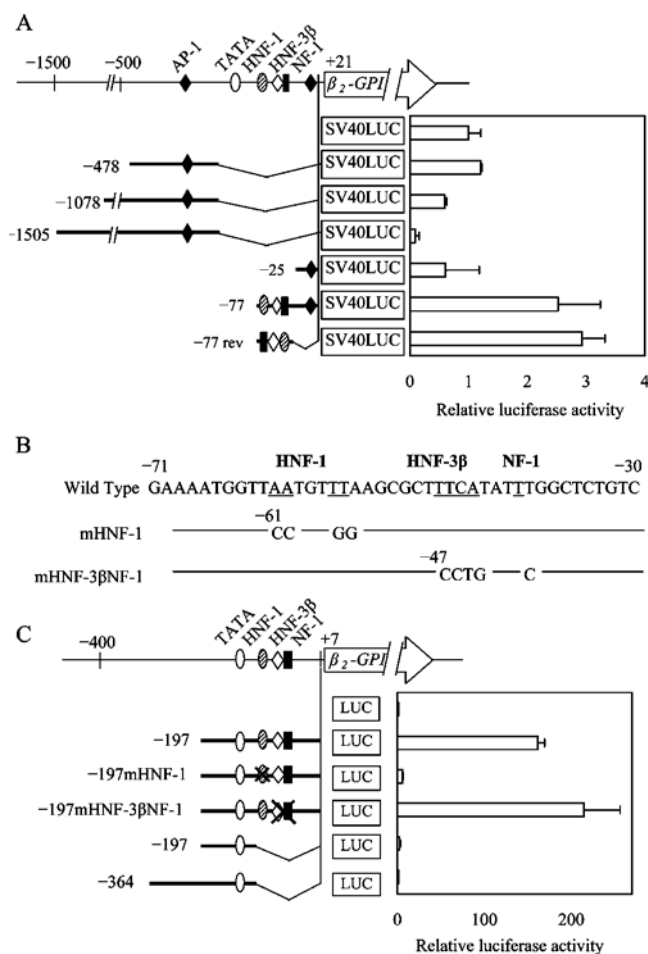 A
−1500
−500
AP-1
TATA
HNF-1
HNF-3β
NF-1
+21
β₂-GPI
SV40LUC
−478 SV40LUC
−1078 SV40LUC
−1505 SV40LUC
−25 SV40LUC
−77 SV40LUC
−77 rev SV40LUC
0 1 2 3 4
Relative luciferase activity
B
HNF-1 HNF-3β NF-1
−71 −30
Wild Type GAAAATGGTTAATGTTTAAGCGCTTTCATATTTGGCTCTGTC
−61
mHNF-1 CC GG
−47
mHNF-3βNF-1 CCTG C
C
−400
TATA
HNF-1
HNF-3β
NF-1
+7
β₂-GPI
LUC
−197 LUC
−197mHNF-1 LUC
−197mHNF-3βNF-1 LUC
−197 LUC
−364 LUC
0 100 200
Relative luciferase activity